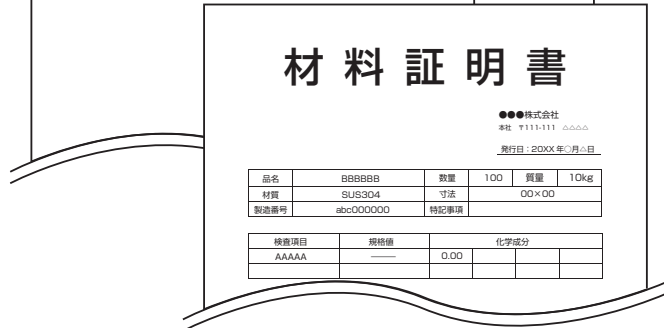 材料証明書
●●●株式会社
本社 〒111-111 △△△△
発行日：20XX年○月△日
品名 BBBBBB 数量 100 質量 10kg
材質 SUS304 寸法 00×00
製造番号 abc000000 特記事項
検査項目 規格値 化学成分
AAAAA ―― 0.00